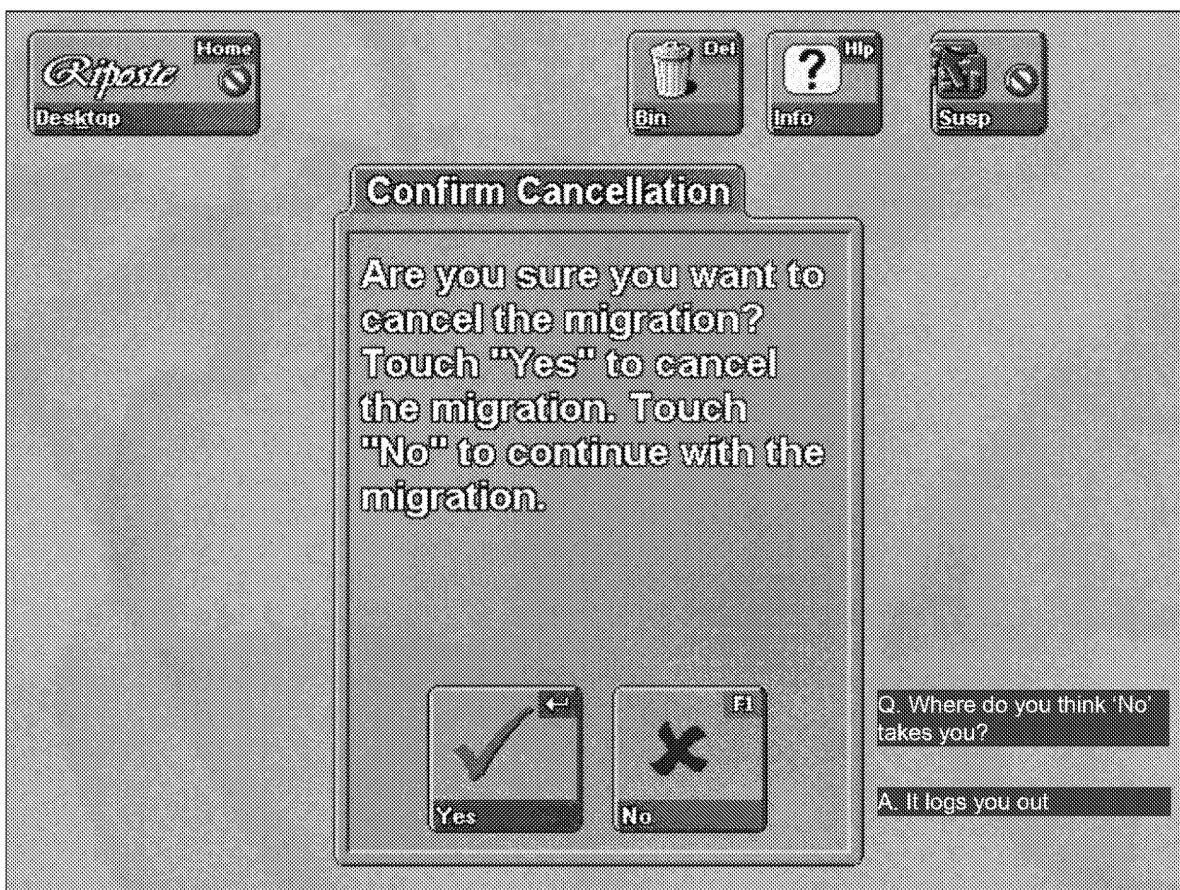 Home
Riposte
Desktop
Del
Bin
?
Hlp
Info
Susp
Confirm Cancellation
Are you sure you want to
cancel the migration?
Touch "Yes" to cancel
the migration. Touch
"No" to continue with the
migration.
Yes
F1
No
Q. Where do you think 'No'
takes you?
A. It logs you out